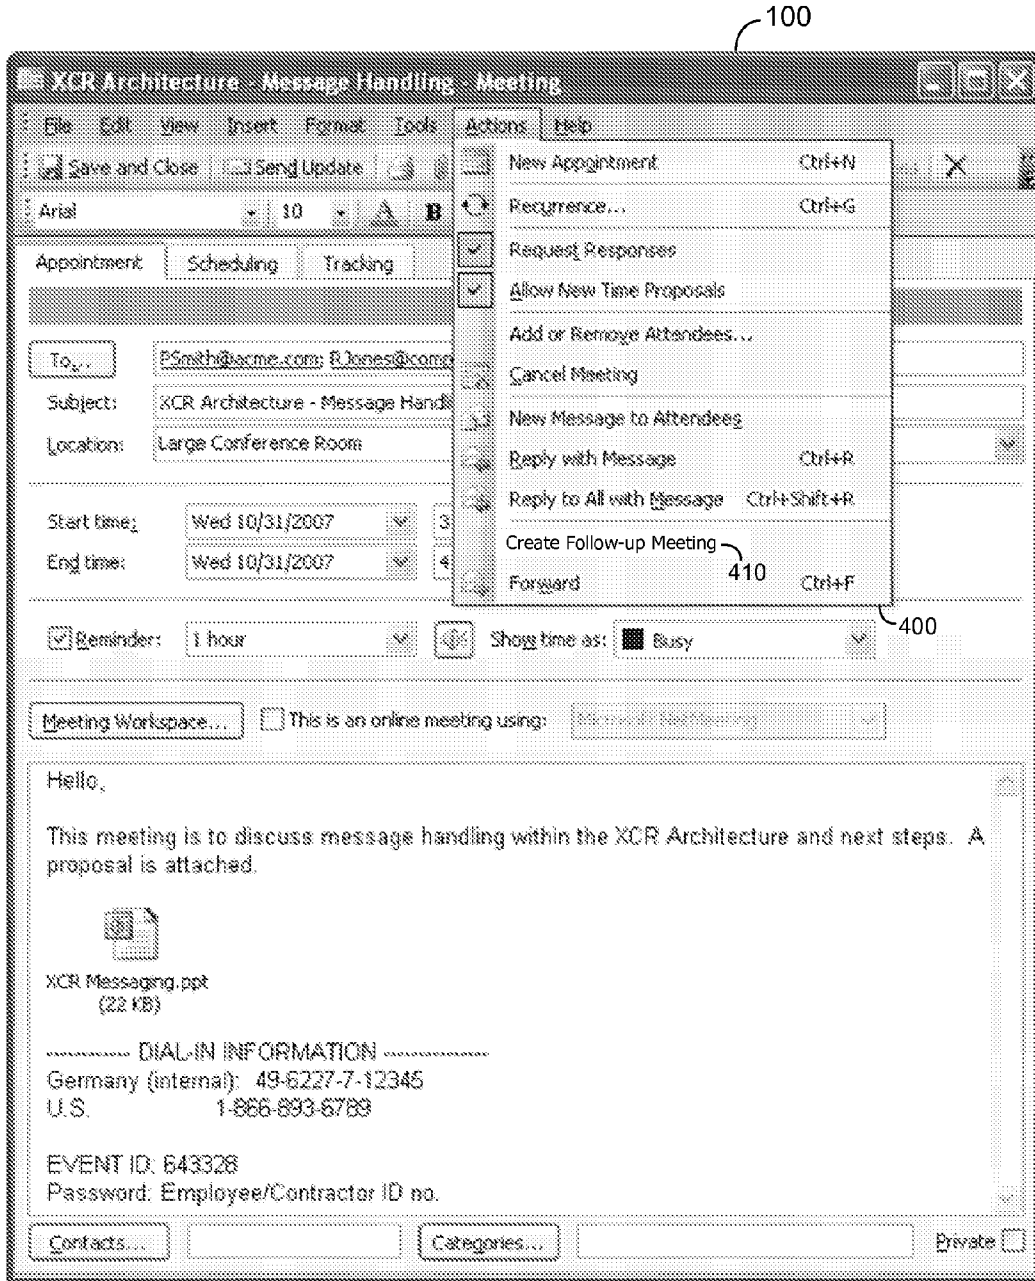 100
XCR Architecture - Message Handling - Meeting
File Edit View Insert Format Tools Actions Help
Save and Close Send Update
Arial 10 A B
New Appointment Ctrl+N
Recurrence... Ctrl+G
Request Responses
Allow New Time Proposals
Add or Remove Attendees...
Cancel Meeting
New Message to Attendees
Reply with Message Ctrl+R
Reply to All with Message Ctrl+Shift+R
Create Follow-up Meeting
410
Forward Ctrl+F
400
Appointment Scheduling Tracking
To... PSmith@acme.com; RJones@comp
Subject: XCR Architecture - Message Handl
Location: Large Conference Room
Start time: Wed 10/31/2007 3
End time: Wed 10/31/2007 4
Reminder: 1 hour Show time as: Busy
Meeting Workspace... This is an online meeting using:
Hello,
This meeting is to discuss message handling within the XCR Architecture and next steps. A
proposal is attached.
XCR Messaging.ppt
(22 KB)
------------ DIAL-IN INFORMATION ---------------
Germany (internal): 49-6227-7-12345
U.S. 1-866-893-6789
EVENT ID: 643328
Password: Employee/Contractor ID no.
Contacts... Categories... Private